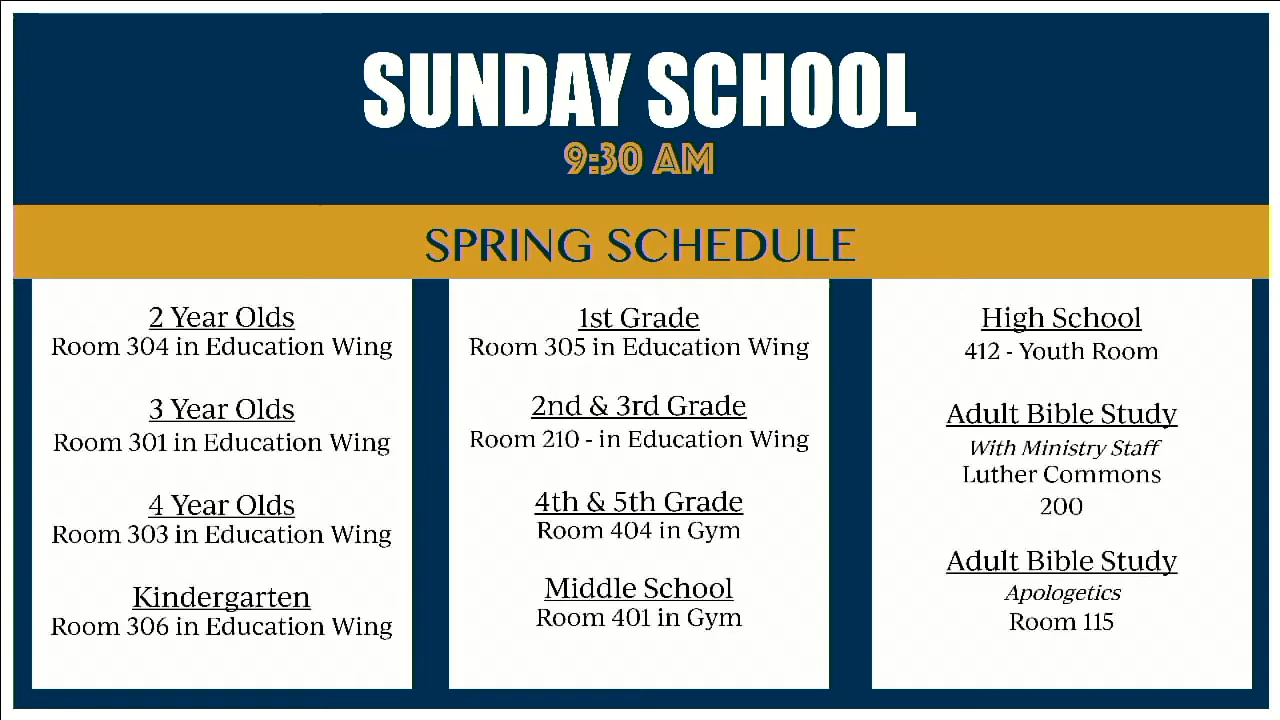 SUNDAY SCHOOL
9:30 AM
SPRING SCHEDULE
2 Year Olds
Room 304 in Education Wing
3 Year Olds
Room 301 in Education Wing
4 Year Olds
Room 303 in Education Wing
Kindergarten
Room 306 in Education Wing
1st Grade
Room 305 in Education Wing
2nd & 3rd Grade
Room 210 - in Education Wing
4th & 5th Grade
Room 404 in Gym
Middle School
Room 401 in Gym
High School
412 - Youth Room
Adult Bible Study
With Ministry Staff
Luther Commons
200
Adult Bible Study
Apologetics
Room 115